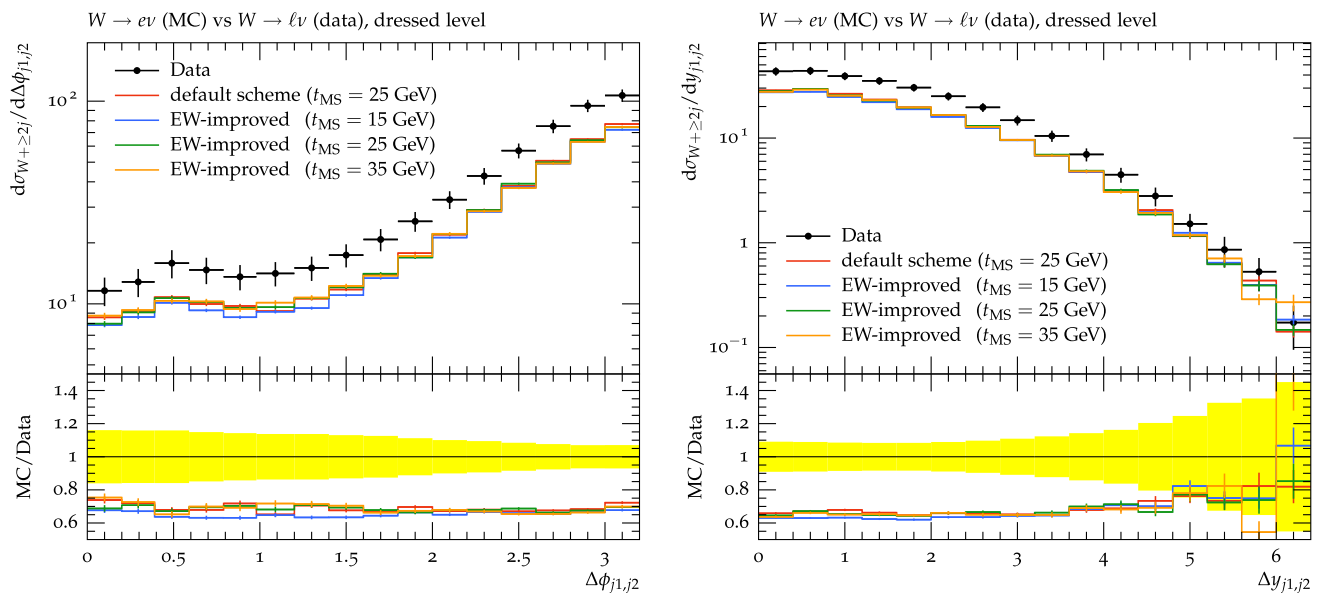 W → eν (MC) vs W → ℓν (data), dressed level
dσ_{W+≥2j}/dΔϕ_{j1,j2}
10²
10¹
Data
default scheme (t_MS = 25 GeV)
EW-improved (t_MS = 15 GeV)
EW-improved (t_MS = 25 GeV)
EW-improved (t_MS = 35 GeV)
MC/Data
1.4
1.2
1
0.8
0.6
0 0.5 1 1.5 2 2.5 3
Δϕ_{j1,j2}
W → eν (MC) vs W → ℓν (data), dressed level
dσ_{W+≥2j}/dy_{j1,j2}
10¹
1
10⁻¹
Data
default scheme (t_MS = 25 GeV)
EW-improved (t_MS = 15 GeV)
EW-improved (t_MS = 25 GeV)
EW-improved (t_MS = 35 GeV)
MC/Data
1.4
1.2
1
0.8
0.6
0 1 2 3 4 5 6
Δy_{j1,j2}